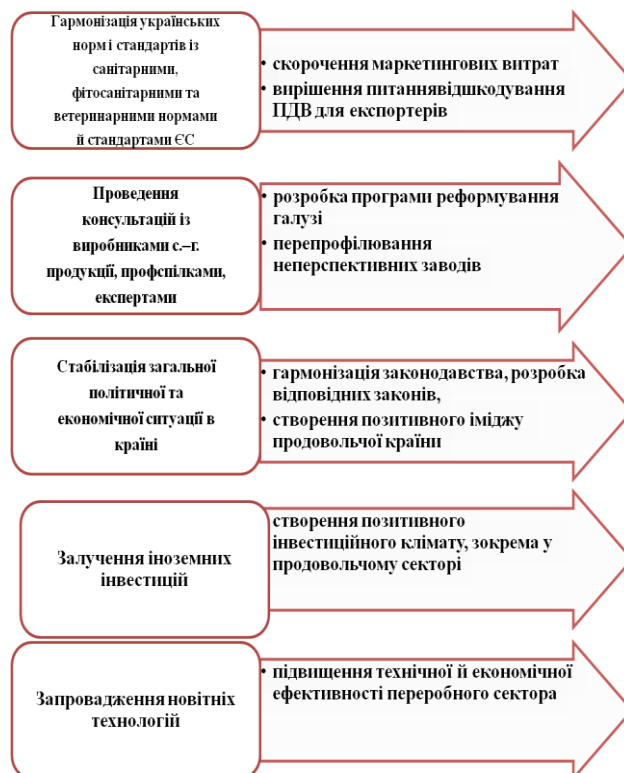 Гармонізація українських
норм і стандартів із
санітарними,
фітосанітарними та
ветеринарними нормами
й стандартами ЄС
• скорочення маркетингових витрат
• вирішення питаннявідшкодування
ПДВ для експортерів
Проведення
консультацій із
виробниками с.–г.
продукції, профспілками,
експертами
• розробка програми реформування
галузі
• перепрофілювання
неперспективних заводів
Стабілізація загальної
політичної та
економічної ситуації в
країні
• гармонізація законодавства, розробка
відповідних законів,
• створення позитивного іміджу
продовольчої країни
Залучення іноземних
інвестицій
• створення позитивного
інвестиційного клімату, зокрема у
продовольчому секторі
Запровадження новітніх
технологій
• підвищення технічної й економічної
ефективності переробного сектора